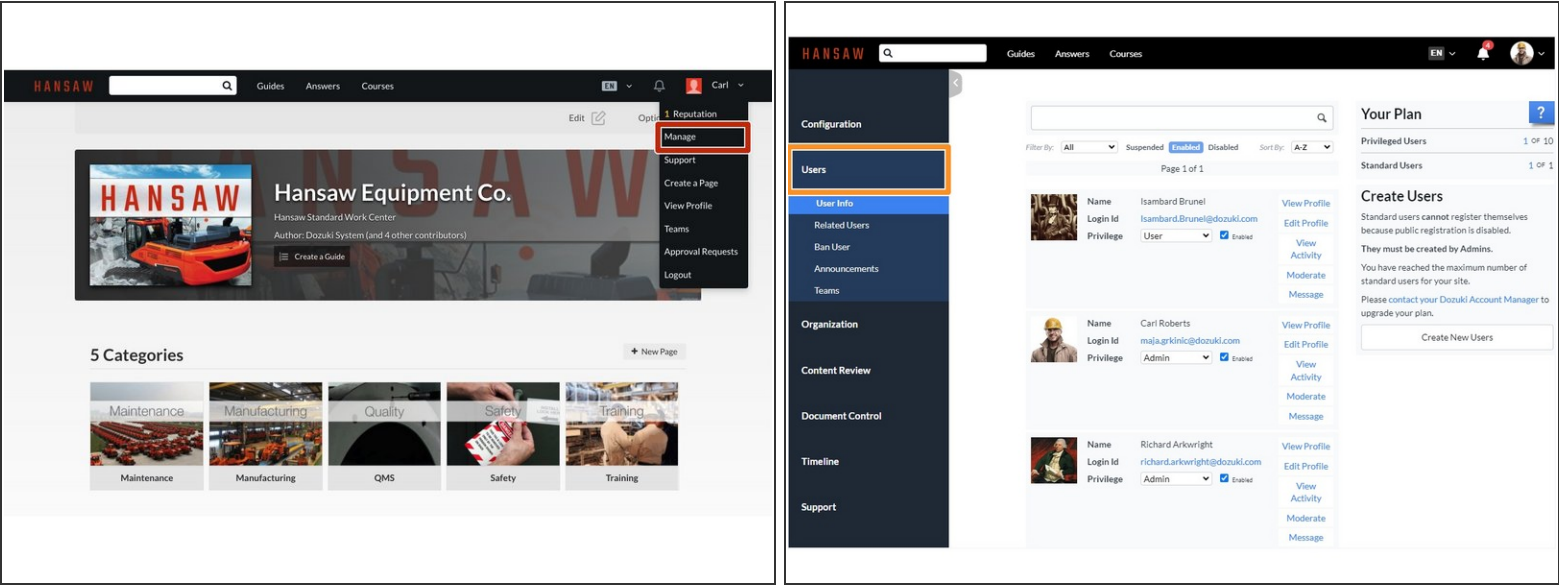 HANSAW
Guides Answers Courses
EN
Carl
Edit
Optio
1 Reputation
Manage
Support
Create a Page
View Profile
Teams
Approval Requests
Logout
HANSAW
HANSAW
Hansaw Equipment Co.
Hansaw Standard Work Center
Author: Dozuki System (and 4 other contributors)
Create a Guide
5 Categories
+ New Page
Maintenance Manufacturing Quality Safety Training
Maintenance Manufacturing QMS Safety Training
HANSAW
Guides Answers Courses
EN
4
Configuration
Users
User Info
Related Users
Ban User
Announcements
Teams
Organization
Content Review
Document Control
Timeline
Support
Filter By: All Suspended Enabled Disabled Sort By: A-Z
Page 1 of 1
Name Isambard Brunel
Login Id Isambard.Brunel@dozuki.com
Privilege User Enabled
View Profile
Edit Profile
View
Activity
Moderate
Message
Name Carl Roberts
Login Id maja.grkinic@dozuki.com
Privilege Admin Enabled
View Profile
Edit Profile
View
Activity
Moderate
Message
Name Richard Arkwright
Login Id richard.arkwright@dozuki.com
Privilege Admin Enabled
View Profile
Edit Profile
View
Activity
Moderate
Message
Your Plan
?
Privileged Users 1 OF 10
Standard Users 1 OF 1
Create Users
Standard users cannot register themselves
because public registration is disabled.
They must be created by Admins.
You have reached the maximum number of
standard users for your site.
Please contact your Dozuki Account Manager to
upgrade your plan.
Create New Users